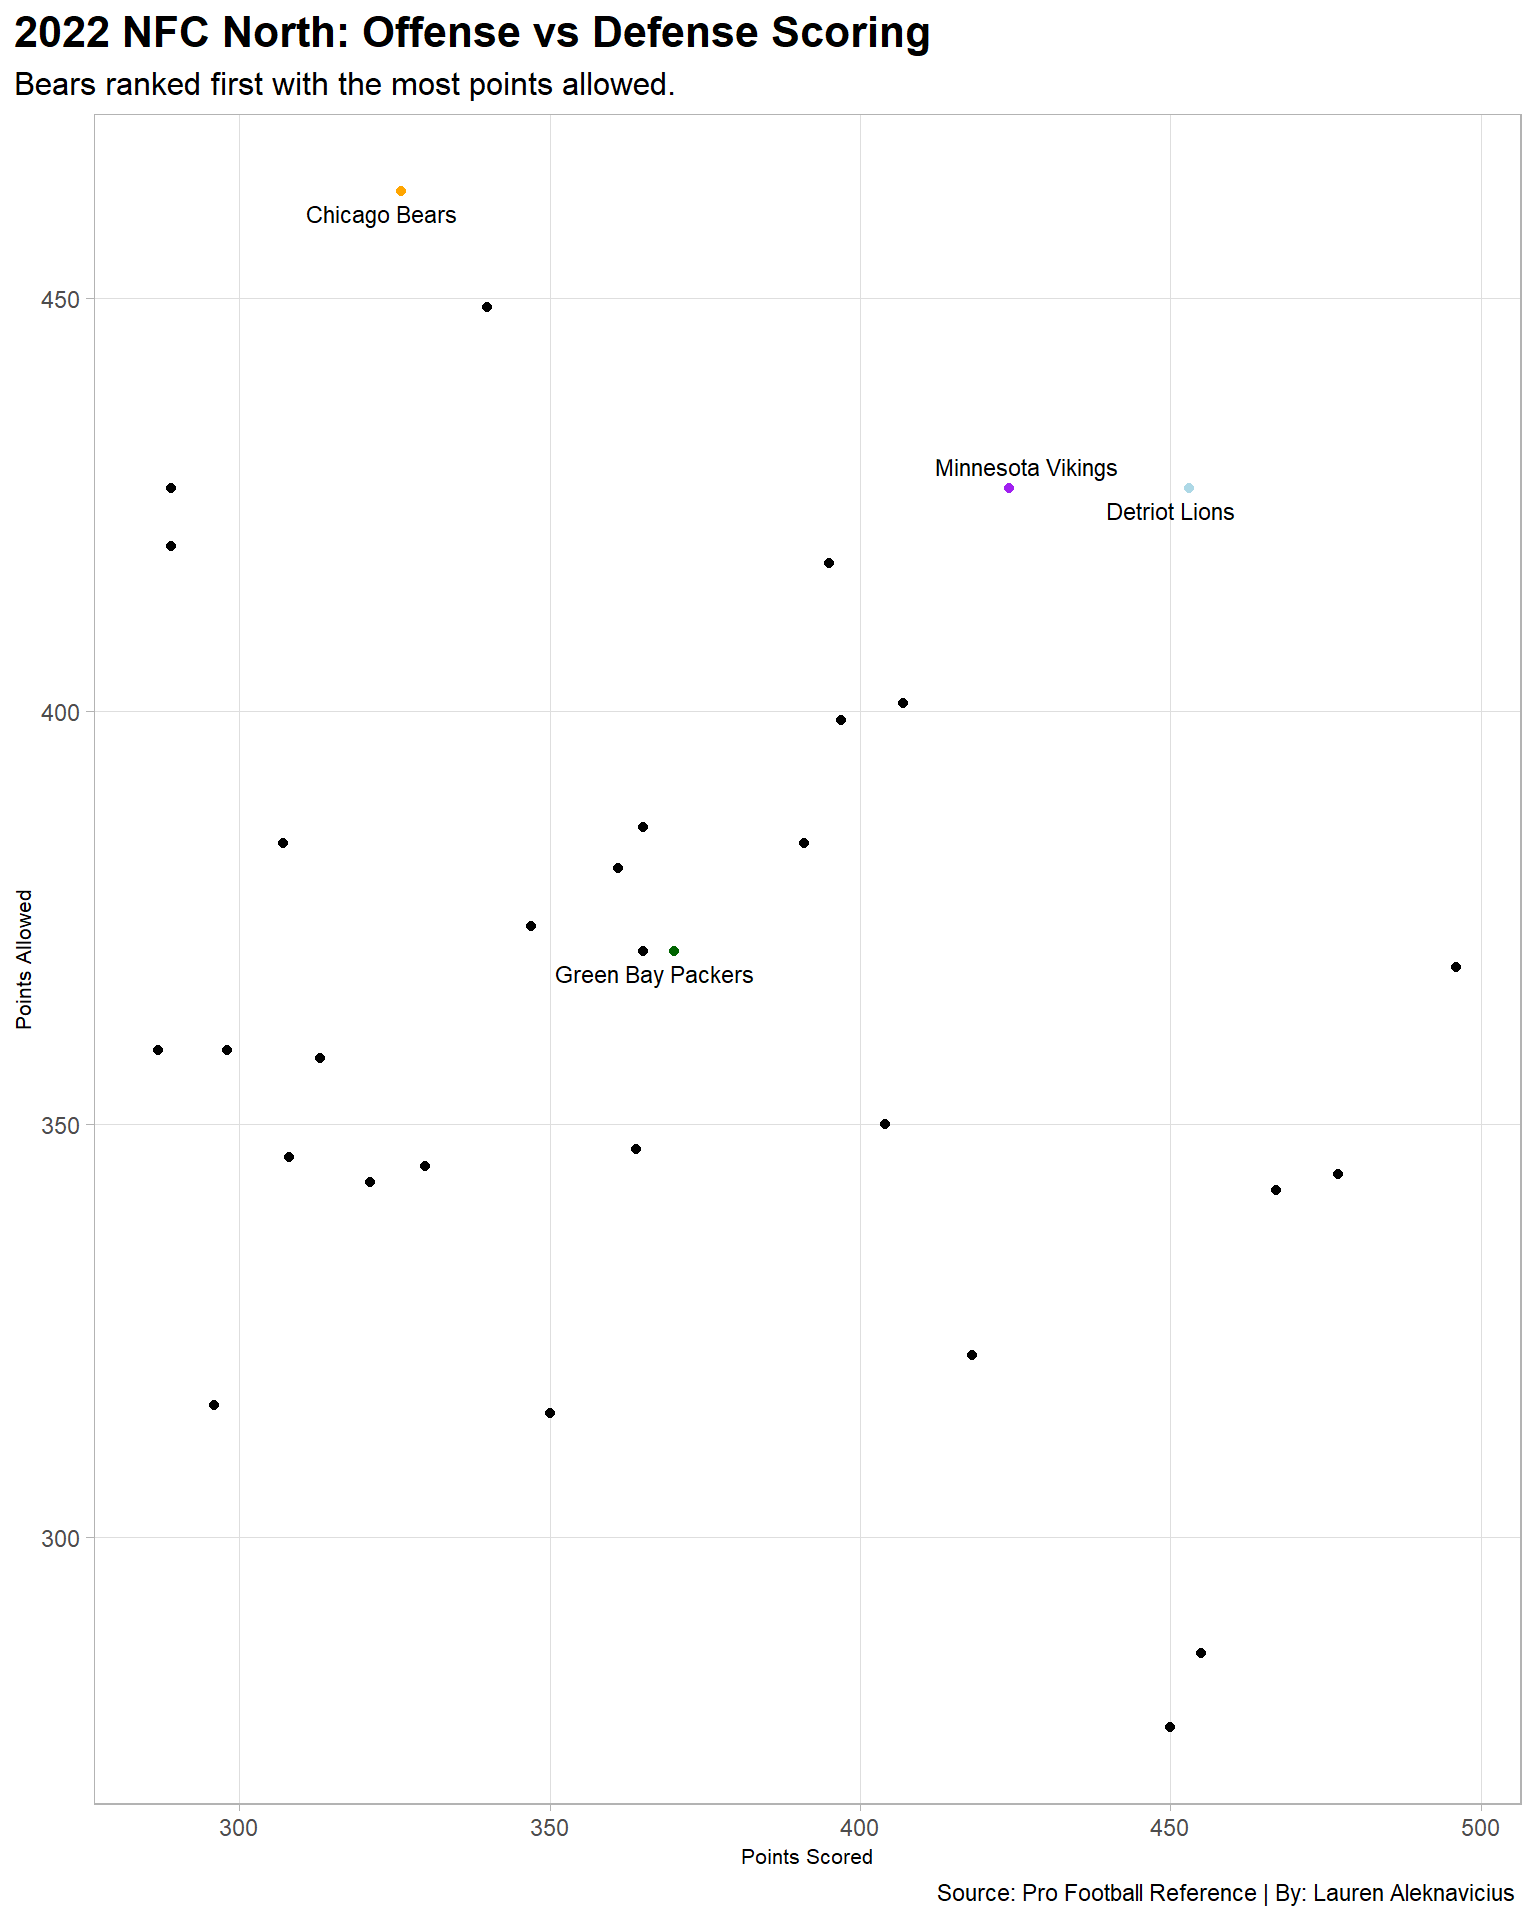 2022 NFC North: Offense vs Defense Scoring
Bears ranked first with the most points allowed.
Chicago Bears
450
Minnesota Vikings
Detriot Lions
400
Points Allowed
Green Bay Packers
350
300
300 350 400 450 500
Points Scored
Source: Pro Football Reference | By: Lauren Aleknavicius